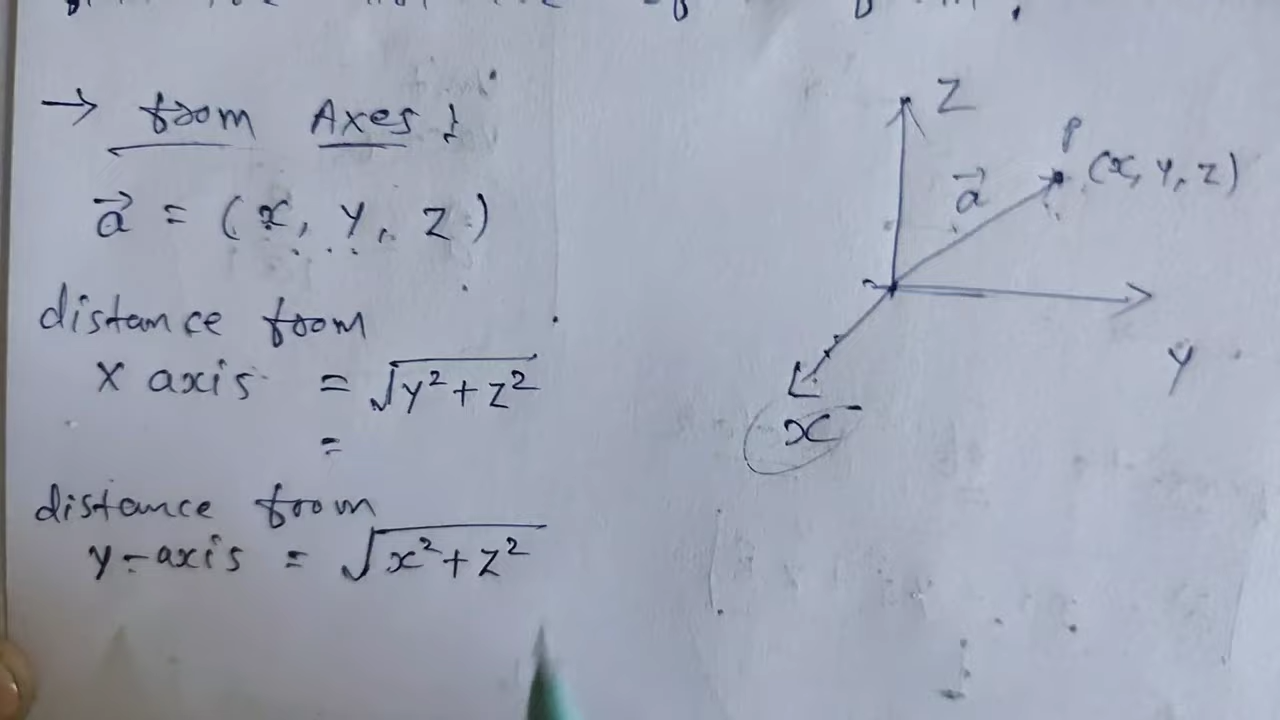 → from Axes :
a⃗ = (x, y, z)
distance from
x axis = √(y² + z²)
=
distance from
y-axis = √(x² + z²)
Z
P
(x, y, z)
a⃗
Y
x